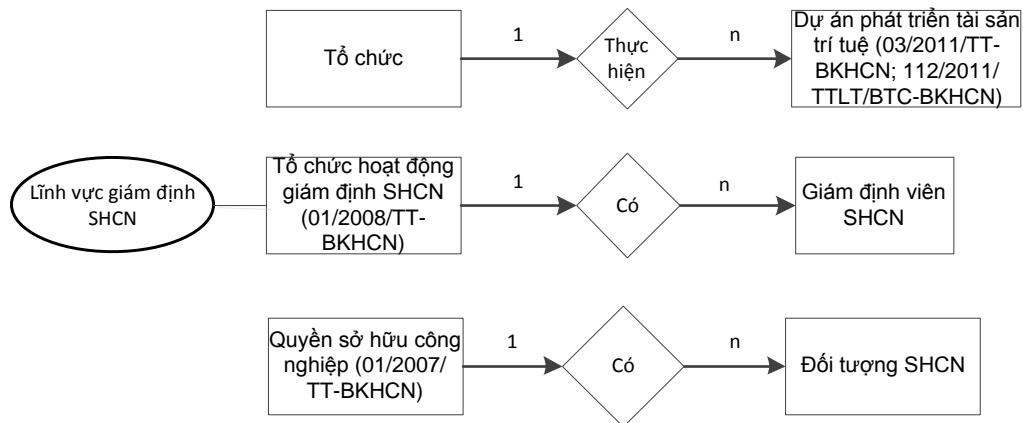 Tổ chức
1
Thực
hiện
n
Dự án phát triển tài sản
trí tuệ (03/2011/TT-
BKHCN; 112/2011/
TTLT/BTC-BKHCN)
Lĩnh vực giám định
SHCN
Tổ chức hoạt động
giám định SHCN
(01/2008/TT-
BKHCN)
1
Có
n
Giám định viên
SHCN
Quyền sở hữu công
nghiệp (01/2007/
TT-BKHCN)
1
Có
n
Đối tượng SHCN